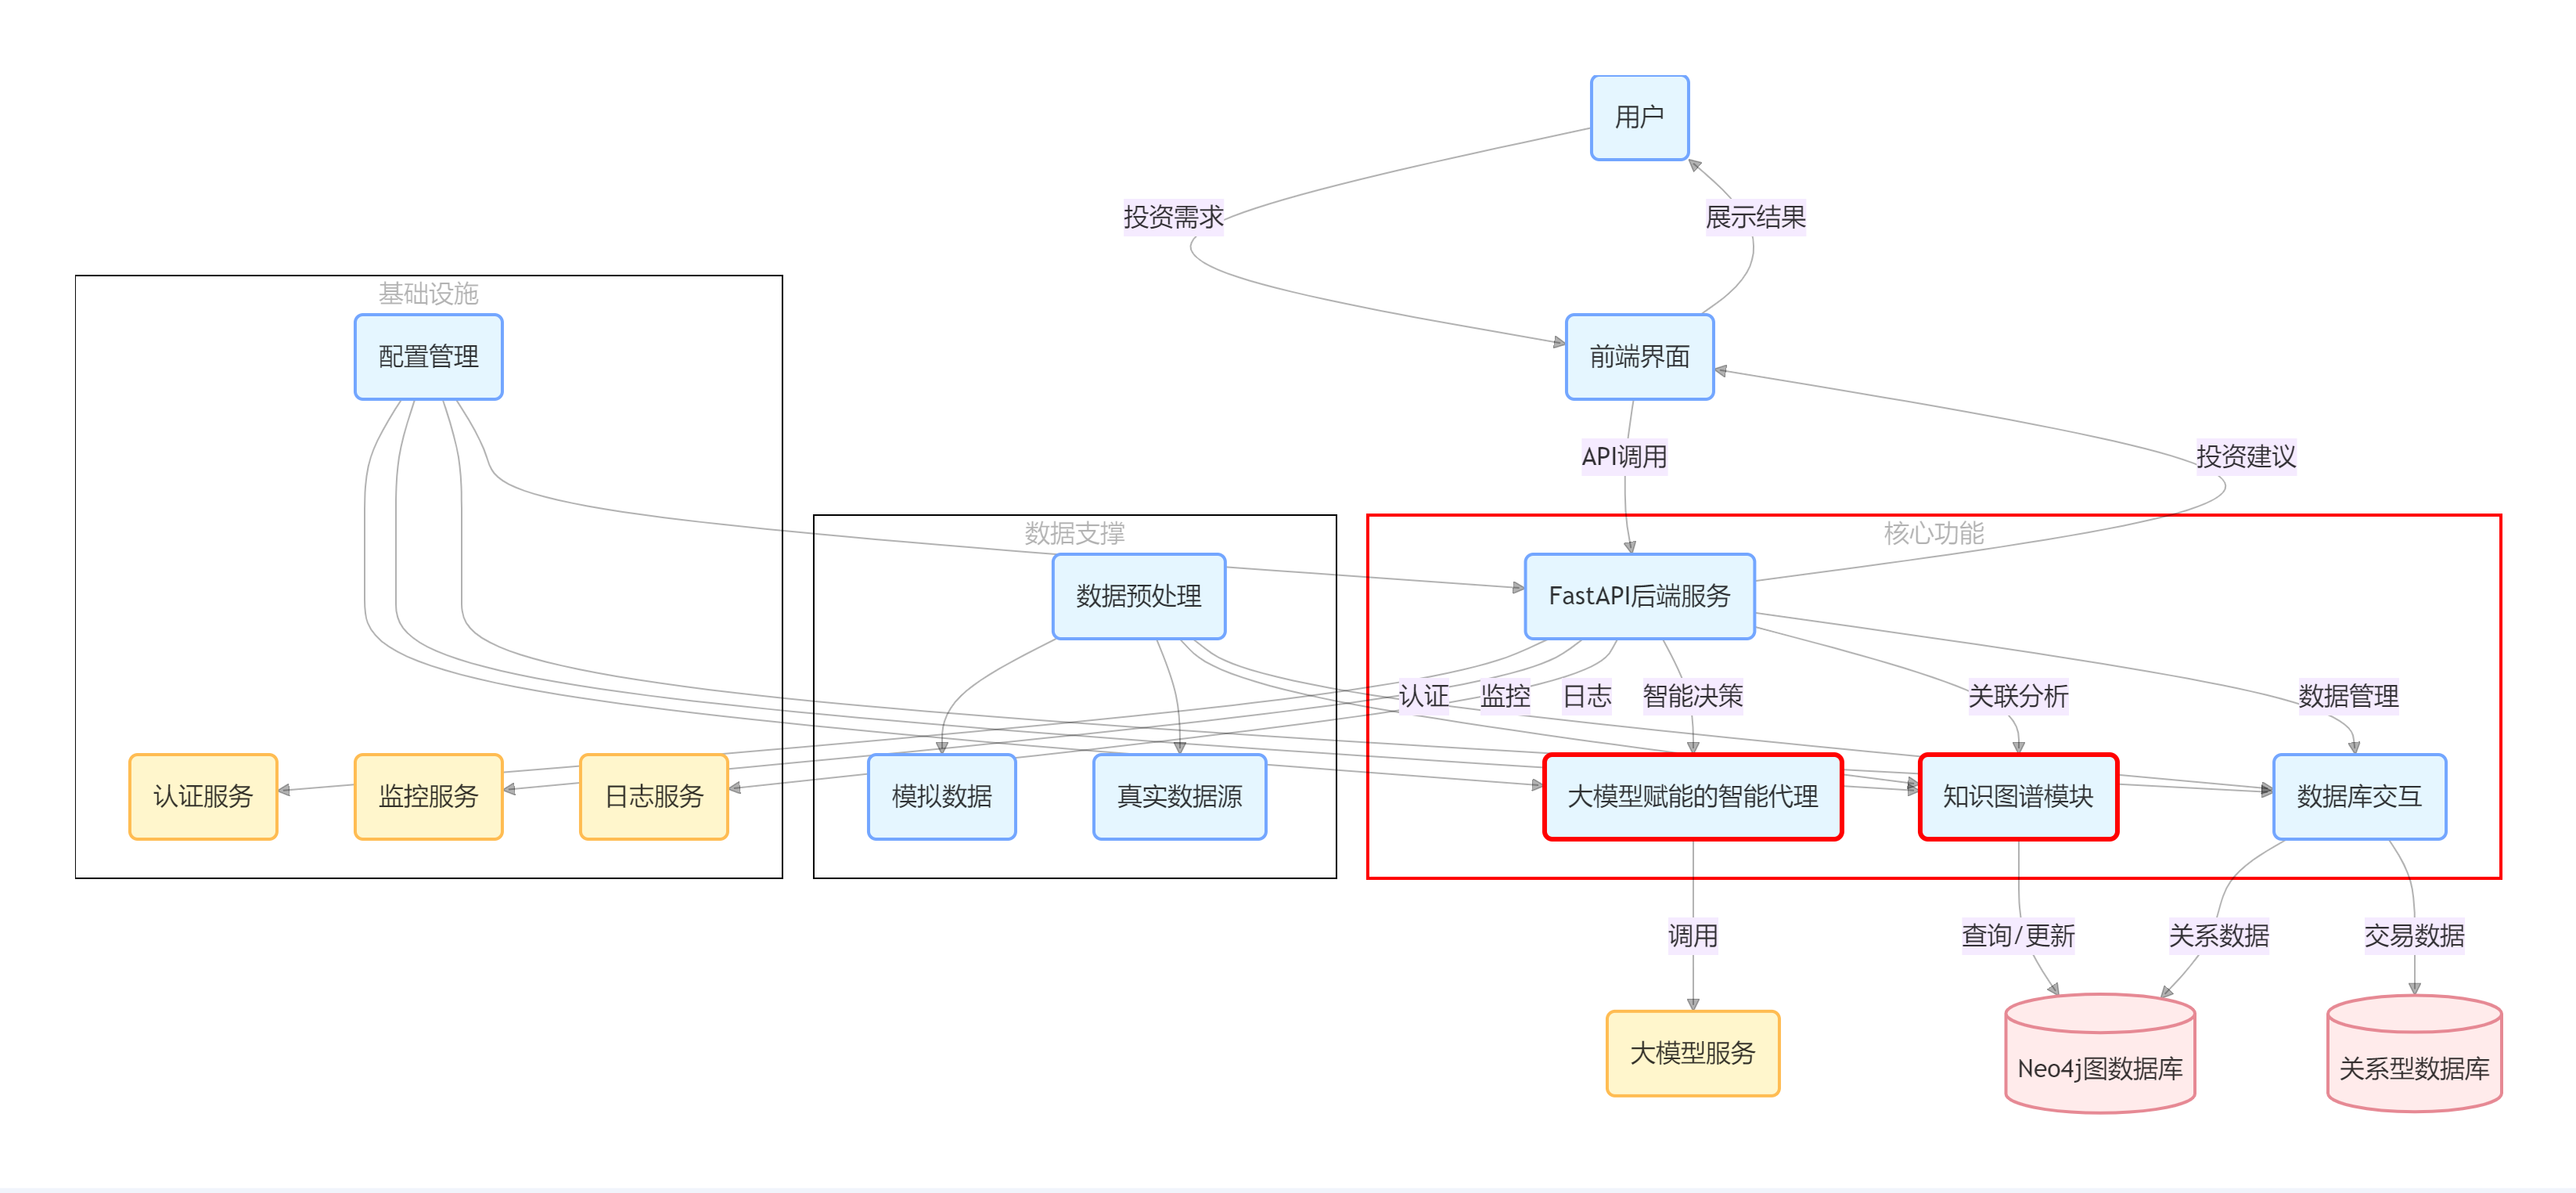 用户
投资需求
展示结果
基础设施
配置管理
前端界面
API调用
投资建议
数据支撑
核心功能
数据预处理
FastAPI后端服务
认证
监控
日志
智能决策
关联分析
数据管理
认证服务
监控服务
日志服务
模拟数据
真实数据源
大模型赋能的智能代理
知识图谱模块
数据库交互
调用
查询/更新
关系数据
交易数据
大模型服务
Neo4j图数据库
关系型数据库